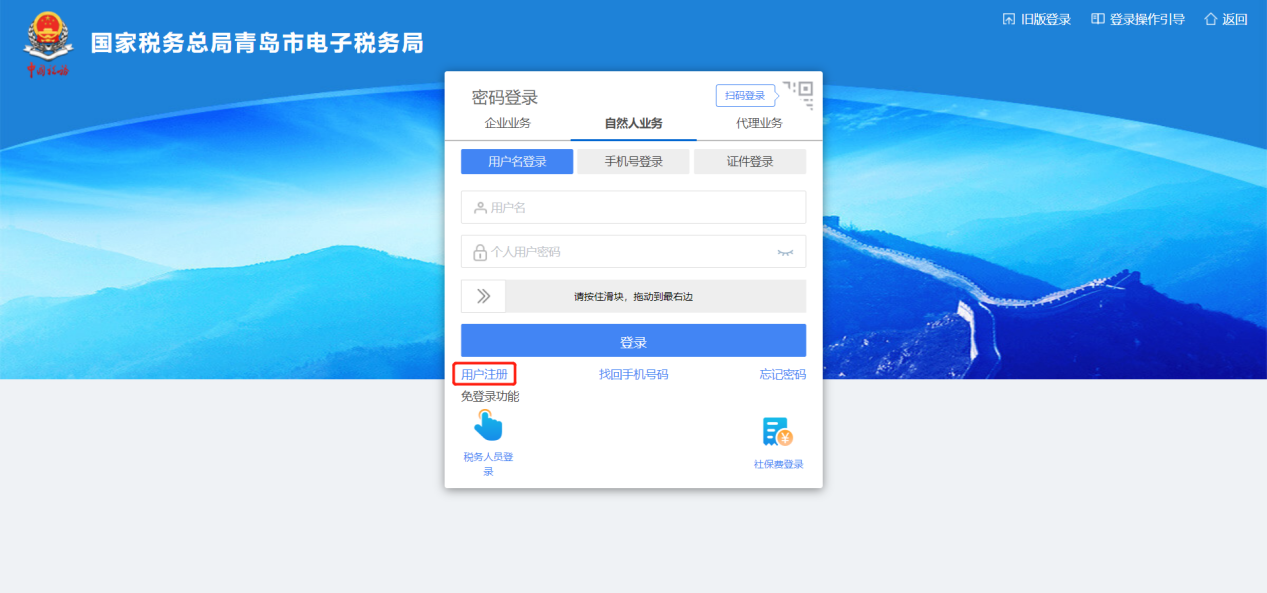 旧版登录 登录操作引导 返回
国家税务总局青岛市电子税务局
中国税务
密码登录 扫码登录
企业业务 自然人业务 代理业务
用户名登录 手机号登录 证件登录
用户名
个人用户密码
请按住滑块，拖动到最右边
登录
用户注册 找回手机号码 忘记密码
免登录功能
税务人员登
录
社保费登录